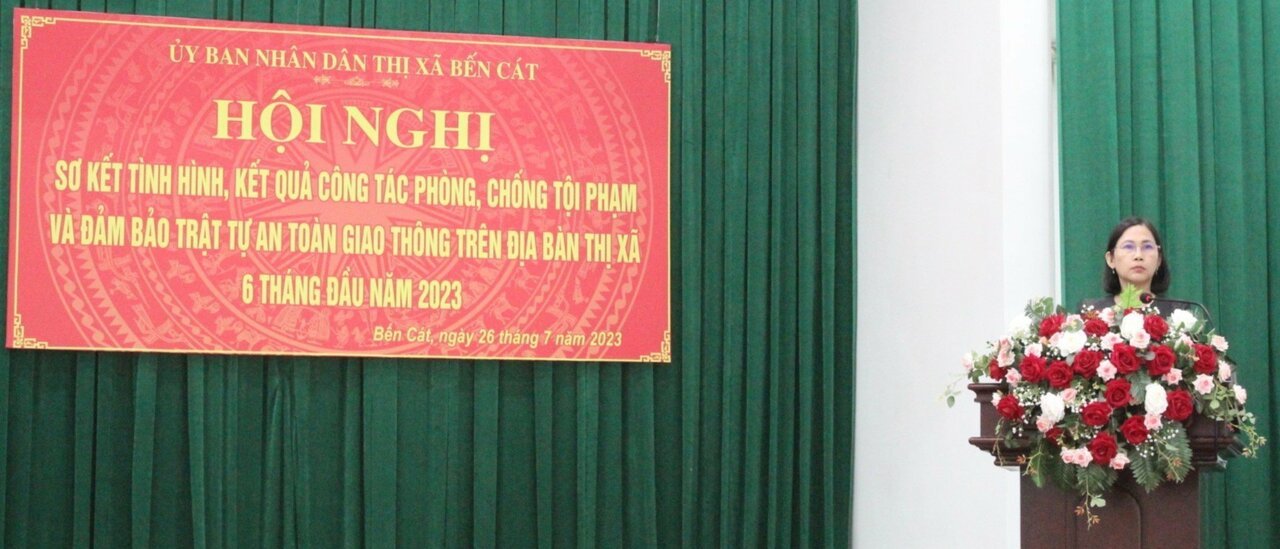 ỦY BAN NHÂN DÂN THỊ XÃ BẾN CÁT
HỘI NGHỊ
SƠ KẾT TÌNH HÌNH, KẾT QUẢ CÔNG TÁC PHÒNG, CHỐNG TỘI PHẠM
VÀ ĐẢM BẢO TRẬT TỰ AN TOÀN GIAO THÔNG TRÊN ĐỊA BÀN THỊ XÃ
6 THÁNG ĐẦU NĂM 2023
Bến Cát, ngày 26 tháng 7 năm 2023